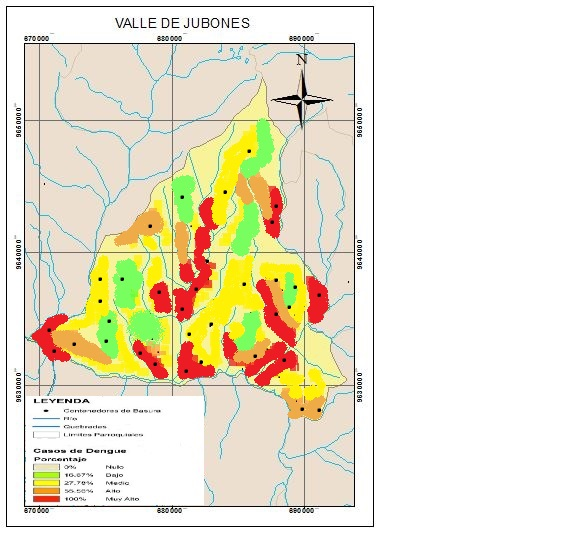 VALLE DE JUBONES
670000 680000 690000
N
9660000 9660000
9640000 9640000
9630000 9630000
LEYENDA
Contenedores de Basura
Rio
Quebradas
Limites Parroquiales
Casos de Dengue
Porcentaje
0% Nulo
16.67% Bajo
27.78% Medio
55.56% Alto
100% Muy Alto
670000 680000 690000